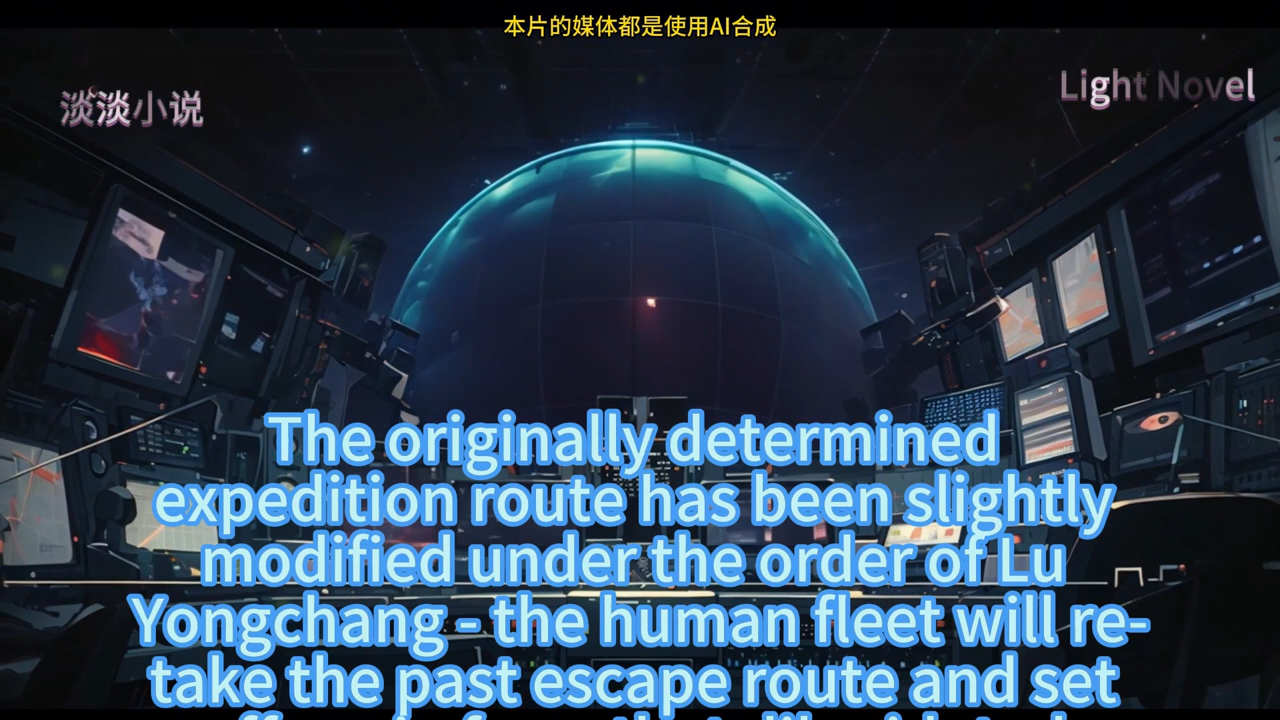 本片的媒体都是使用AI合成
淡淡小说
Light Novel
The originally determined
expedition route has been slightly
modified under the order of Lu
Yongchang - the human fleet will re-
take the past escape route and set